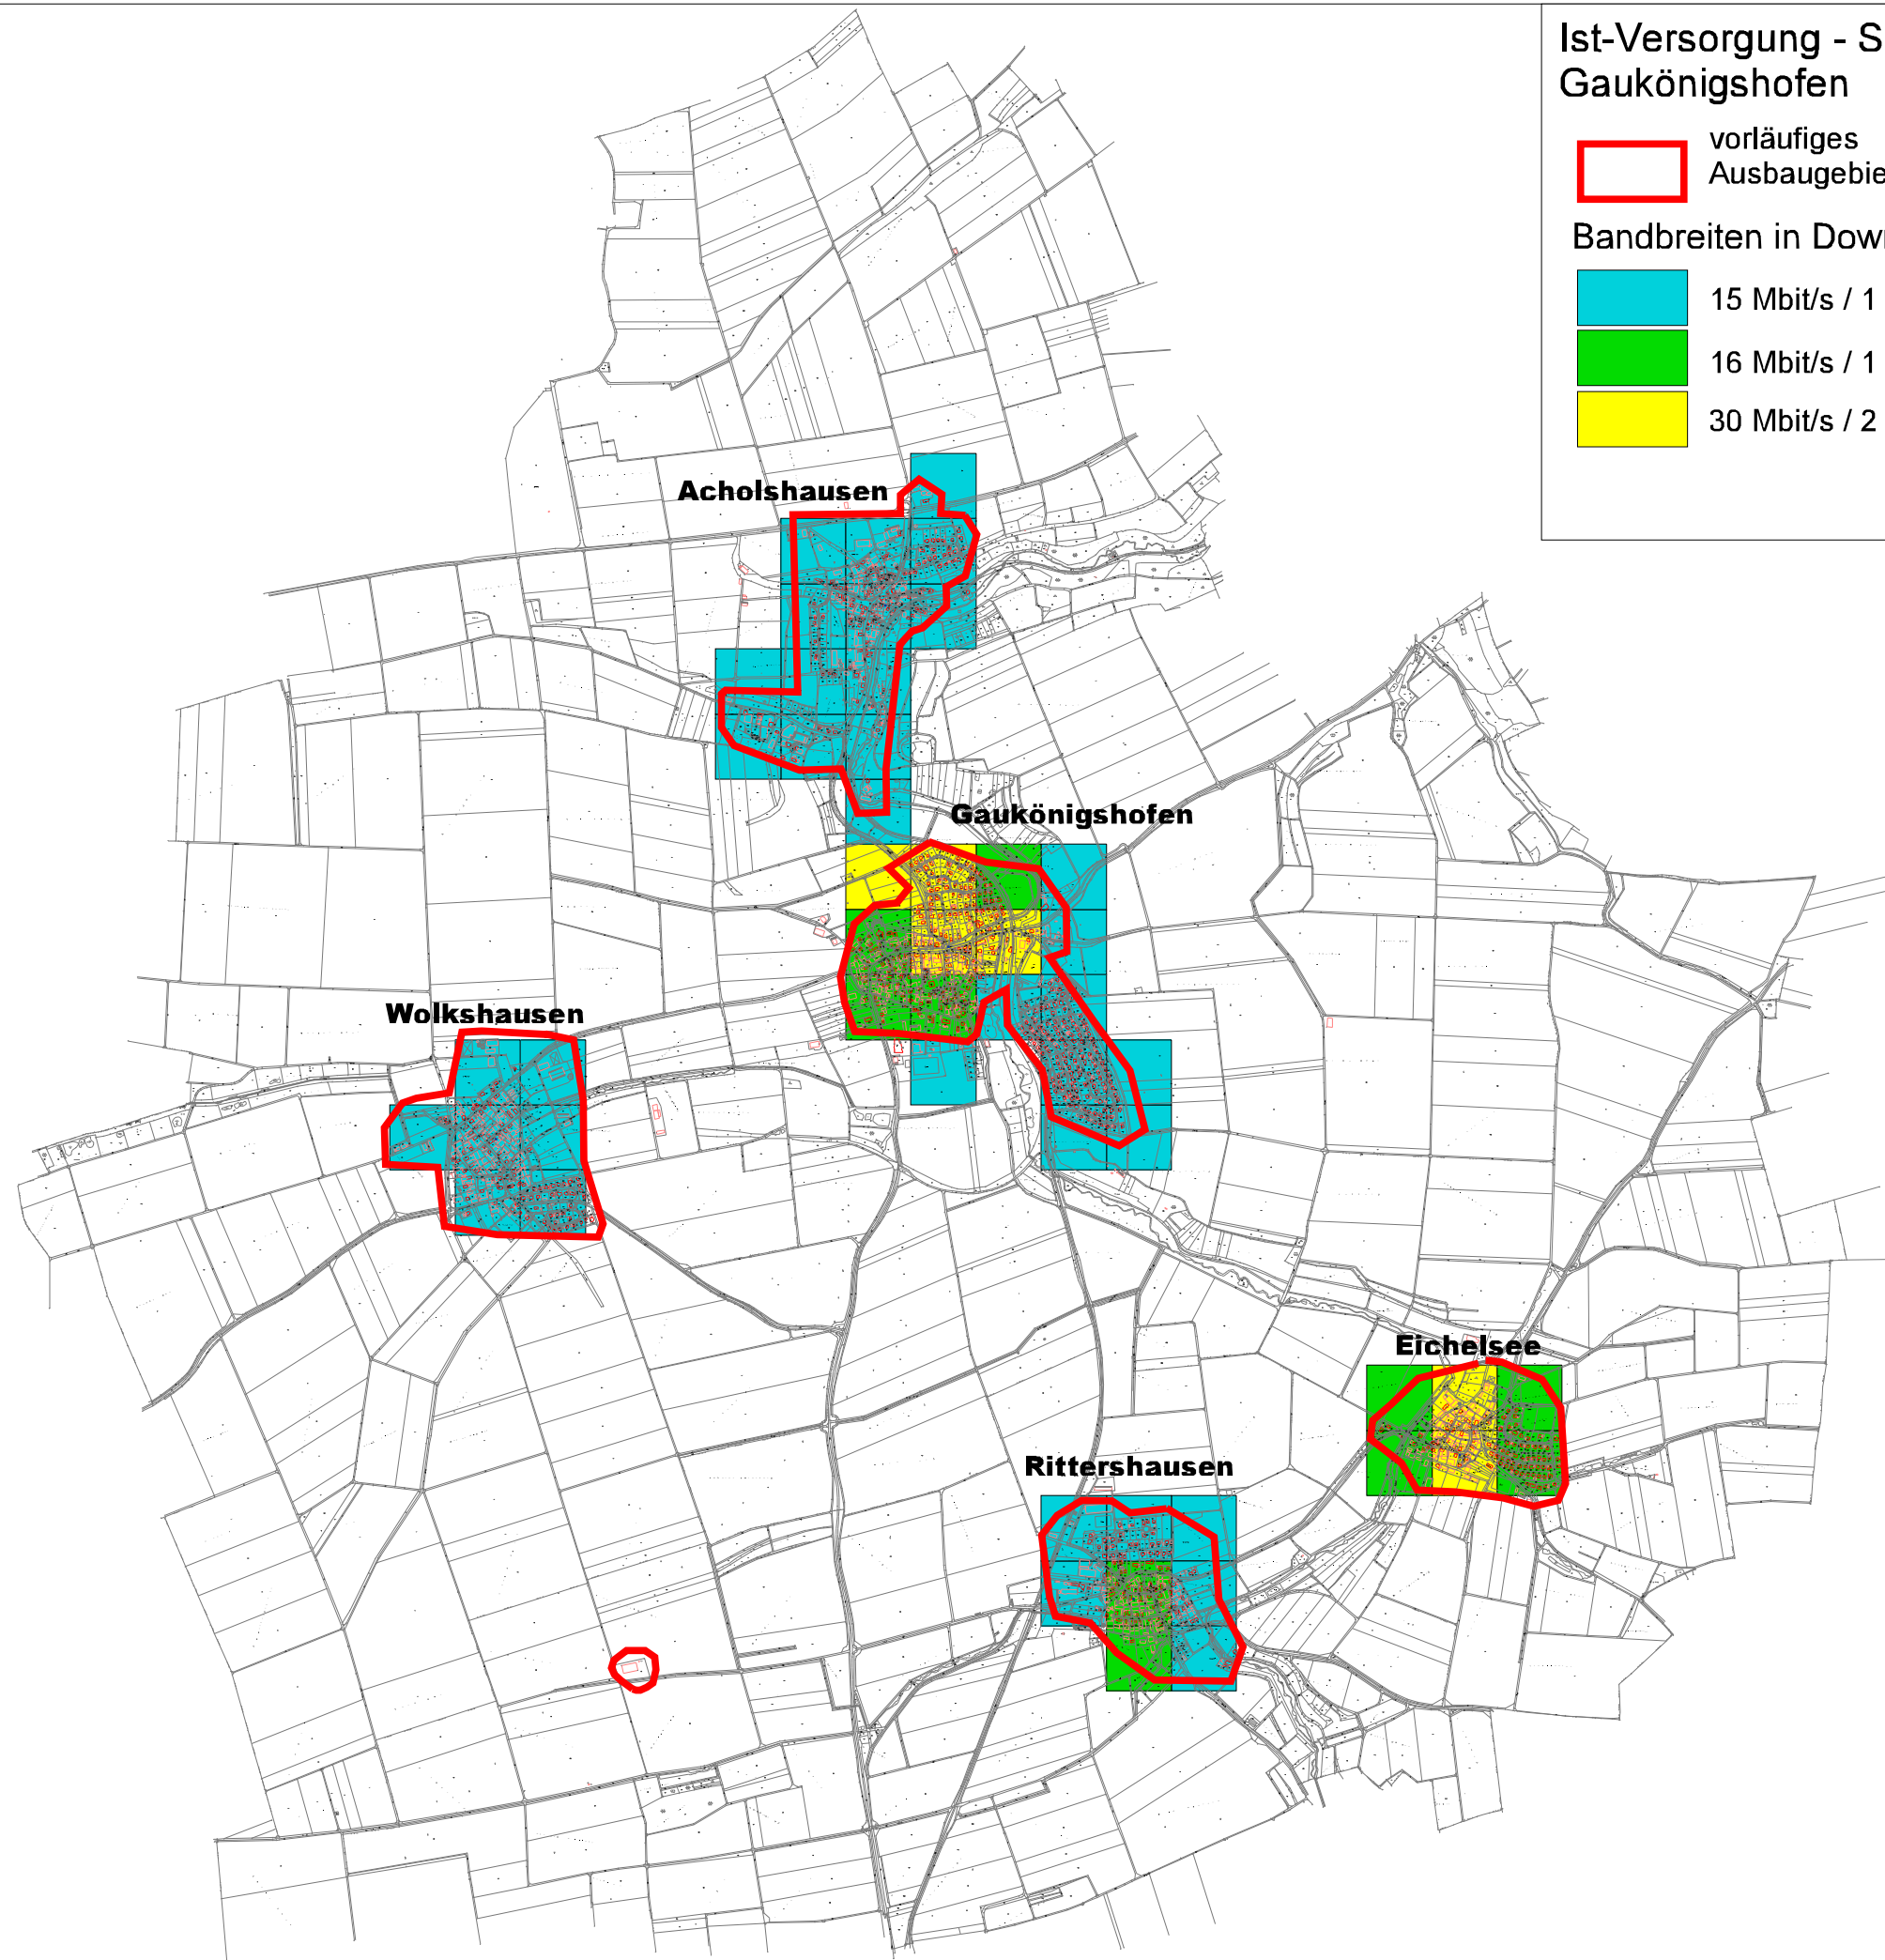 Ist-Versorgung - S
Gaukönigshofen
vorläufiges
Ausbaugebie
Bandbreiten in Dow
15 Mbit/s / 1
16 Mbit/s / 1
30 Mbit/s / 2
Acholshausen
Gaukönigshofen
Wolkshausen
Eichelsee
Rittershausen